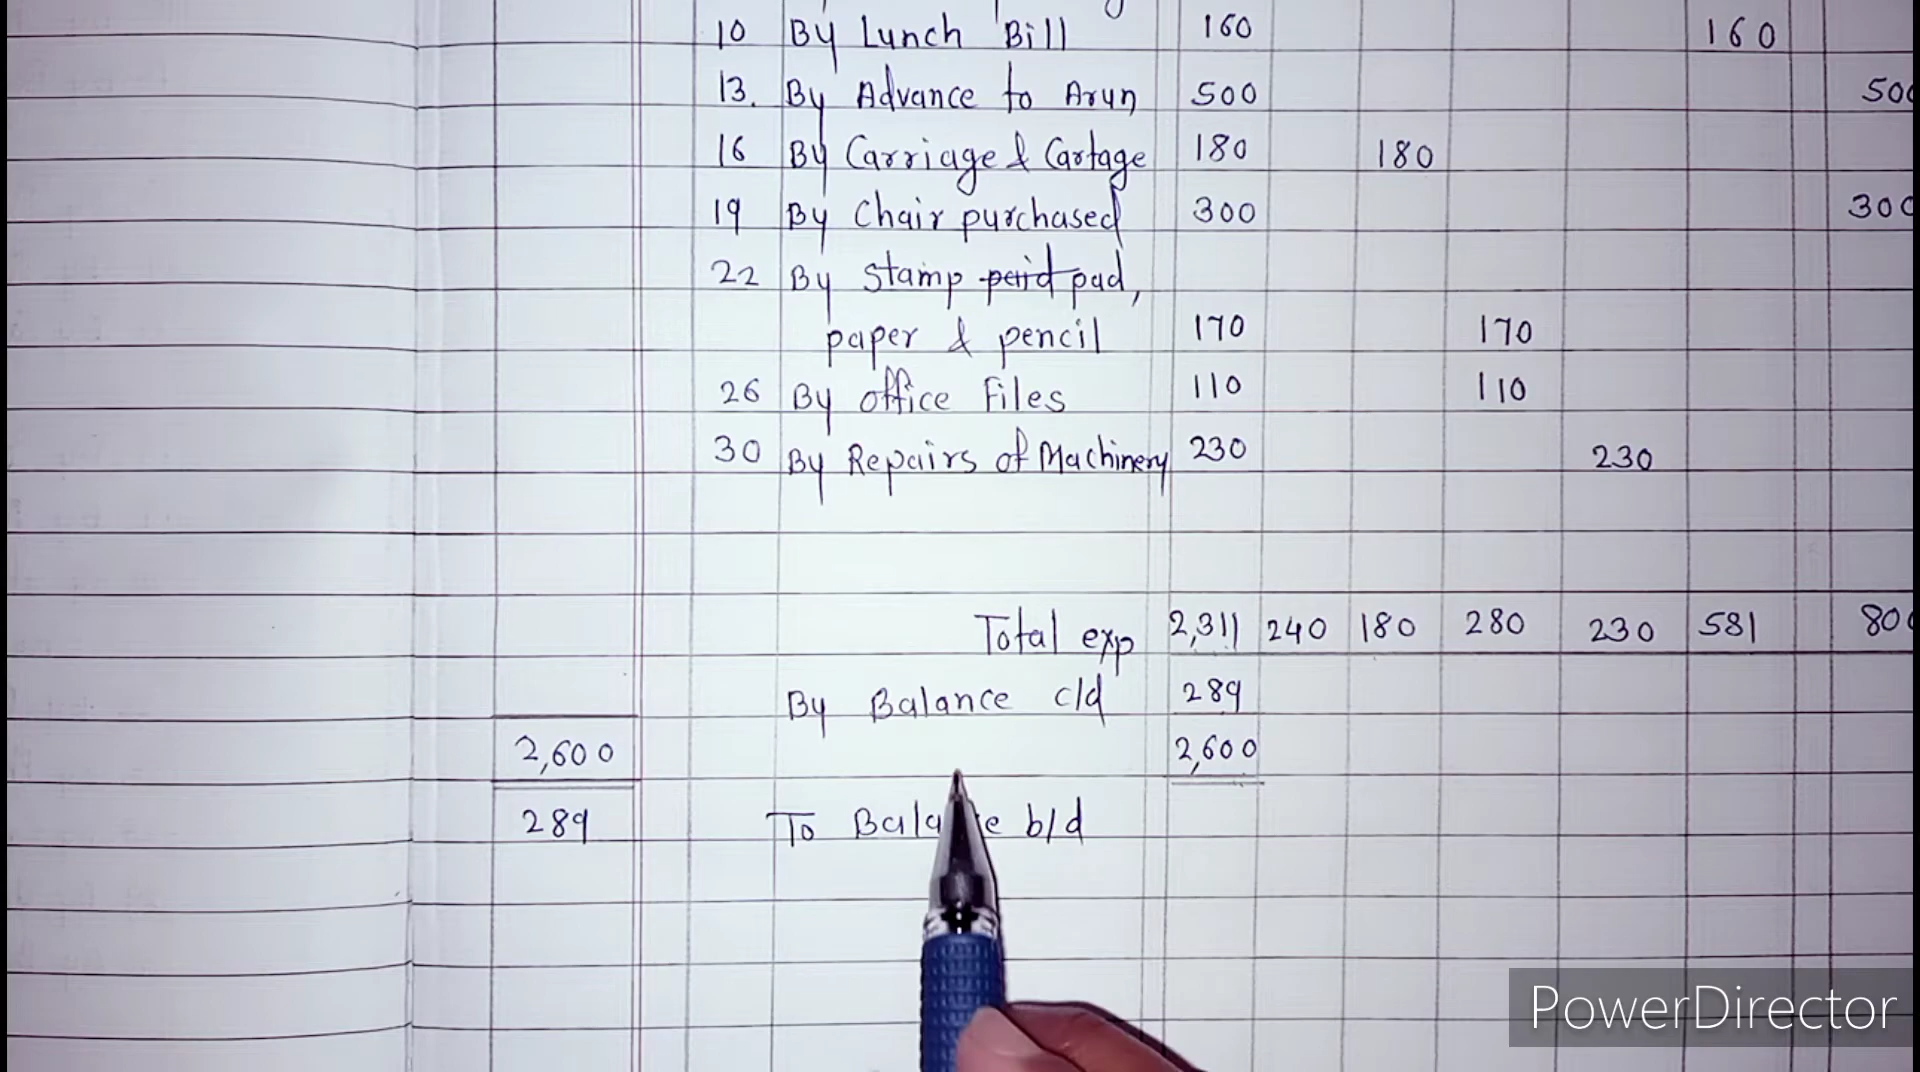 10 By Lunch Bill 160 160
13. By Advance to Arun 500 500
16 By Carriage & Cartage 180 180
19 By Chair purchased 300 300
22 By Stamp paid pad,
paper & pencil 170 170
26 By office Files 110 110
30 By Repairs of Machinery 230 230
Total exp 2,311 240 180 280 230 581 800
By Balance c/d 289
2,600 2,600
289 To b/d
PowerDirector